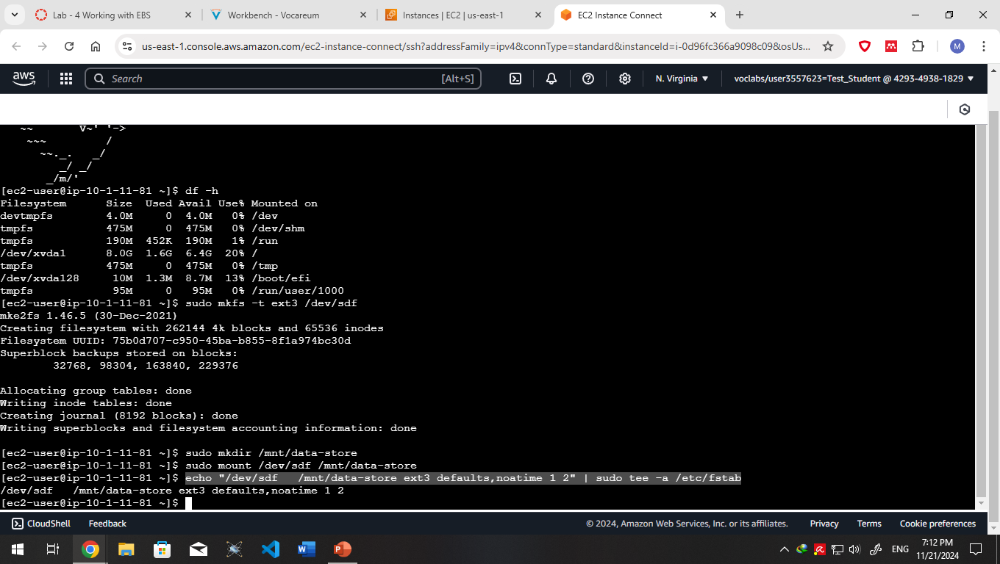 Lab - 4 Working with EBS
Workbench - Vocareum
Instances | EC2 | us-east-1
EC2 Instance Connect
us-east-1.console.aws.amazon.com/ec2-instance-connect/ssh?addressFamily=ipv4&connType=standard&instanceId=i-0d96fc366a9098c09&osUs...
M
aws
Search
[Alt+S]
N. Virginia
voclabs/user3557623=Test_Student @ 4293-4938-1829
~~       V~' '->
~~~         /
~~._.   _/
_/ _/
_/m/'
[ec2-user@ip-10-1-11-81 ~]$ df -h
Filesystem      Size  Used Avail Use% Mounted on
devtmpfs        4.0M     0  4.0M   0% /dev
tmpfs           475M     0  475M   0% /dev/shm
tmpfs           190M  452K  190M   1% /run
/dev/xvda1      8.0G  1.6G  6.4G  20% /
tmpfs           475M     0  475M   0% /tmp
/dev/xvda128     10M  1.3M  8.7M  13% /boot/efi
tmpfs            95M     0   95M   0% /run/user/1000
[ec2-user@ip-10-1-11-81 ~]$ sudo mkfs -t ext3 /dev/sdf
mke2fs 1.46.5 (30-Dec-2021)
Creating filesystem with 262144 4k blocks and 65536 inodes
Filesystem UUID: 75b0d707-c950-45ba-b855-8f1a974bc30d
Superblock backups stored on blocks:
32768, 98304, 163840, 229376
Allocating group tables: done
Writing inode tables: done
Creating journal (8192 blocks): done
Writing superblocks and filesystem accounting information: done
[ec2-user@ip-10-1-11-81 ~]$ sudo mkdir /mnt/data-store
[ec2-user@ip-10-1-11-81 ~]$ sudo mount /dev/sdf /mnt/data-store
[ec2-user@ip-10-1-11-81 ~]$ echo "/dev/sdf   /mnt/data-store ext3 defaults,noatime 1 2" | sudo tee -a /etc/fstab
/dev/sdf   /mnt/data-store ext3 defaults,noatime 1 2
[ec2-user@ip-10-1-11-81 ~]$
CloudShell
Feedback
© 2024, Amazon Web Services, Inc. or its affiliates.
Privacy
Terms
Cookie preferences
ENG
7:12 PM
11/21/2024